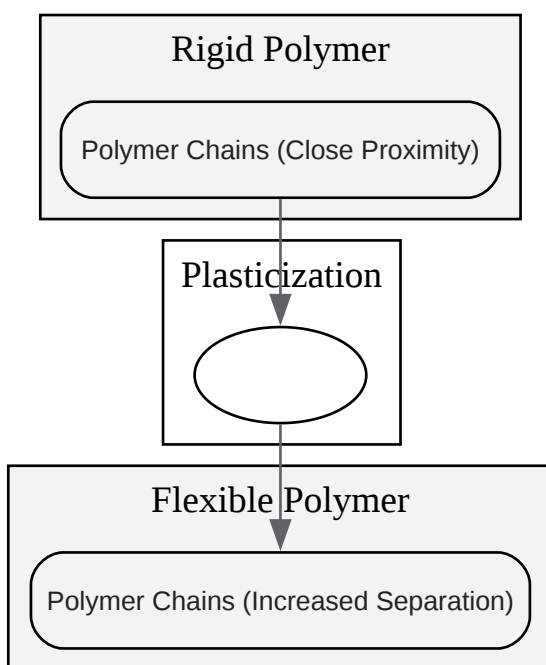 Rigid Polymer
Polymer Chains (Close Proximity)
Plasticization
Flexible Polymer
Polymer Chains (Increased Separation)